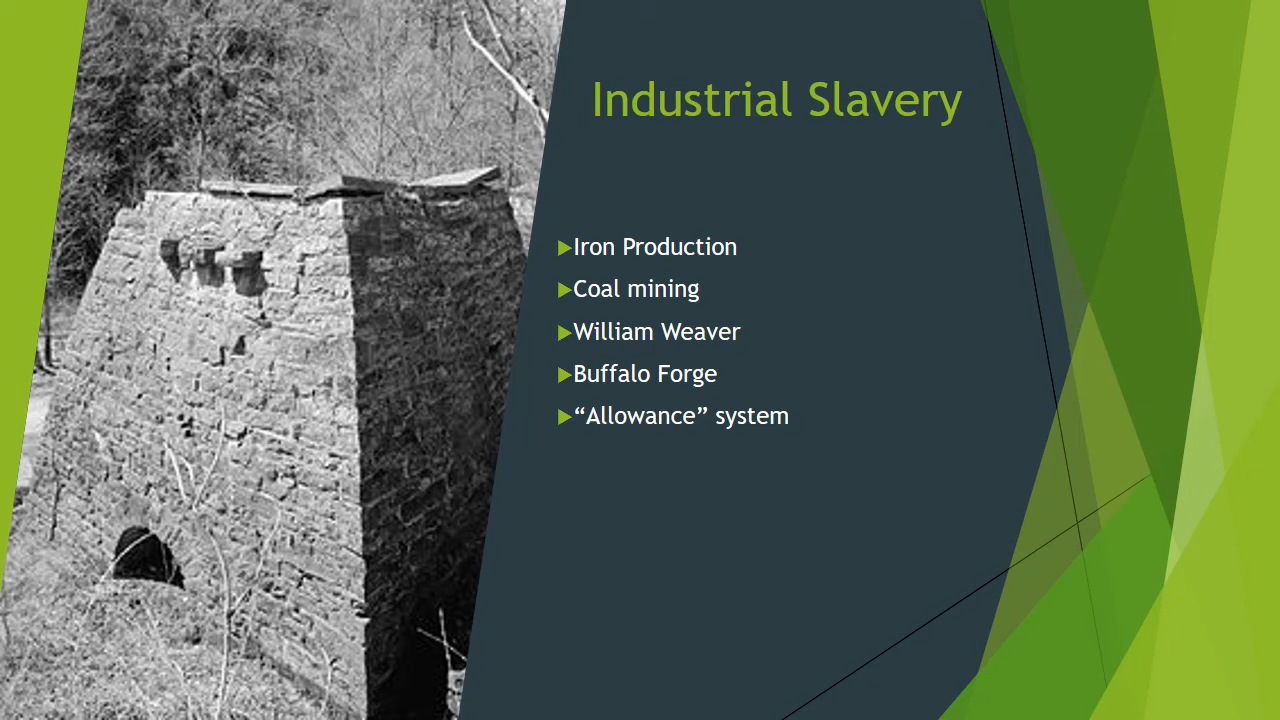 Industrial Slavery
Iron Production
Coal mining
William Weaver
Buffalo Forge
“Allowance” system